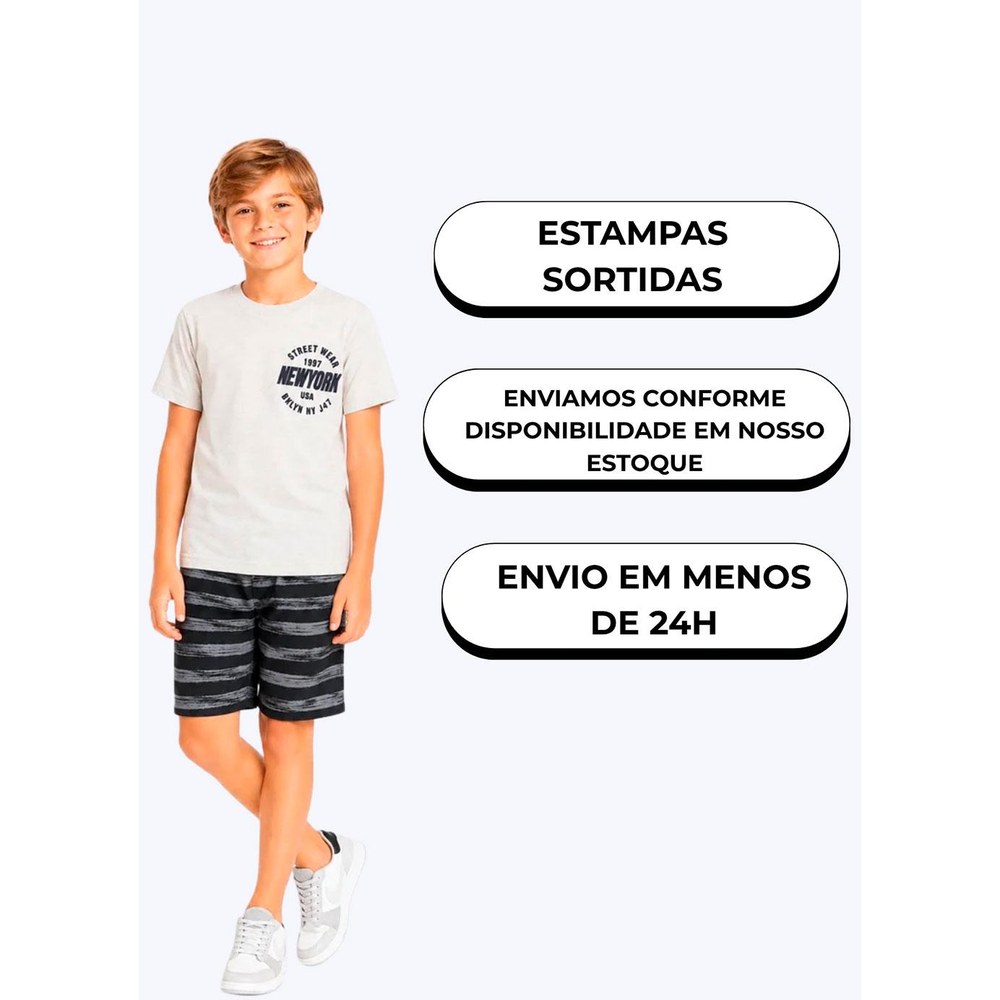 STREET WEAR
1997
NEWYORK
USA
BKLYN NY J47
ESTAMPAS
SORTIDAS
ENVIAMOS CONFORME
DISPONIBILIDADE EM NOSSO
ESTOQUE
ENVIO EM MENOS
DE 24H